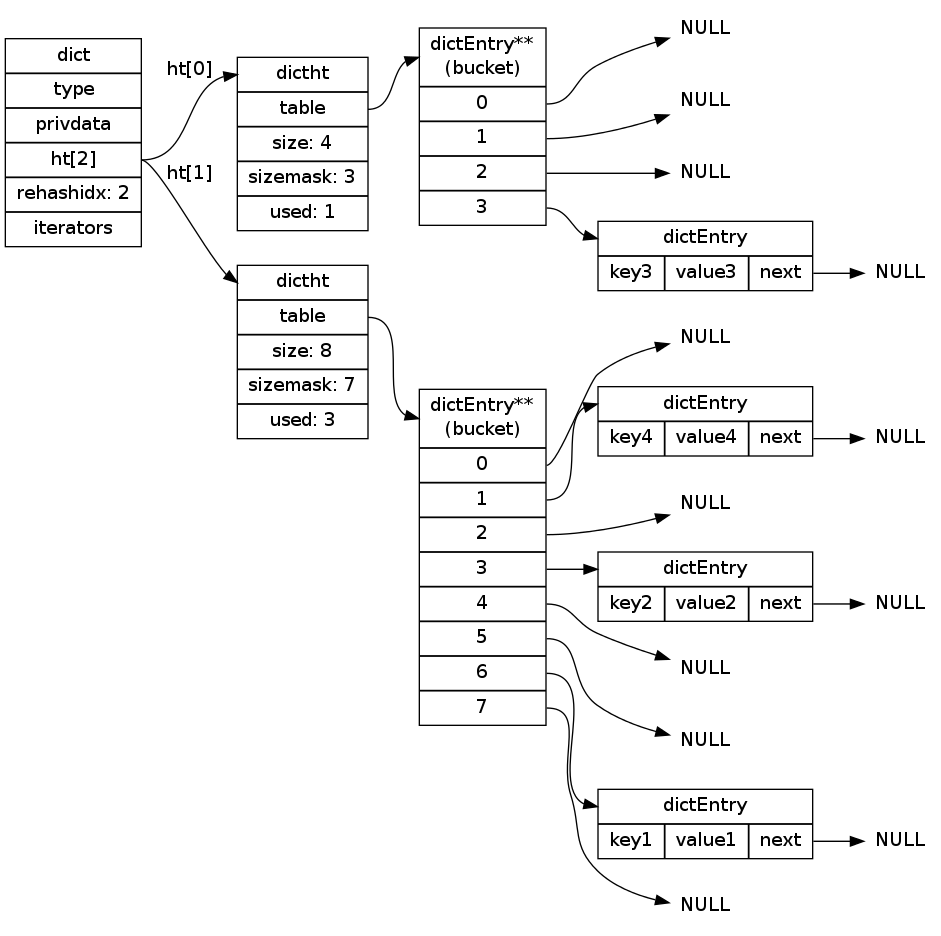 dict
type
privdata
ht[2]
rehashidx: 2
iterators
ht[0]
ht[1]
dictht
table
size: 4
sizemask: 3
used: 1
dictht
table
size: 8
sizemask: 7
used: 3
dictEntry**
(bucket)
0
1
2
3
NULL
NULL
NULL
dictEntry
key3 value3 next
NULL
dictEntry**
(bucket)
0
1
2
3
4
5
6
7
NULL
dictEntry
key4 value4 next
NULL
NULL
dictEntry
key2 value2 next
NULL
NULL
NULL
dictEntry
key1 value1 next
NULL
NULL